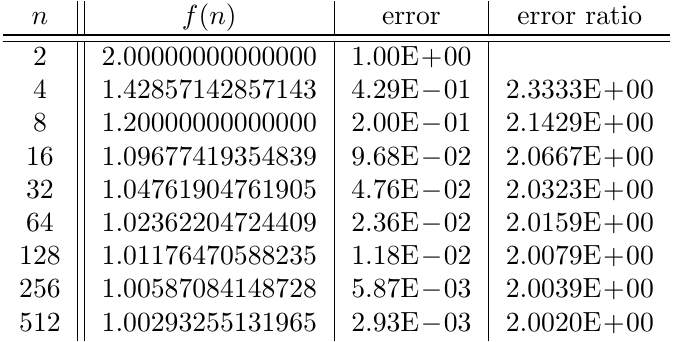 n f(n) error error ratio
2 2.00000000000000 1.00E+00
4 1.42857142857143 4.29E−01 2.3333E+00
8 1.20000000000000 2.00E−01 2.1429E+00
16 1.09677419354839 9.68E−02 2.0667E+00
32 1.04761904761905 4.76E−02 2.0323E+00
64 1.02362204724409 2.36E−02 2.0159E+00
128 1.01176470588235 1.18E−02 2.0079E+00
256 1.00587084148728 5.87E−03 2.0039E+00
512 1.00293255131965 2.93E−03 2.0020E+00